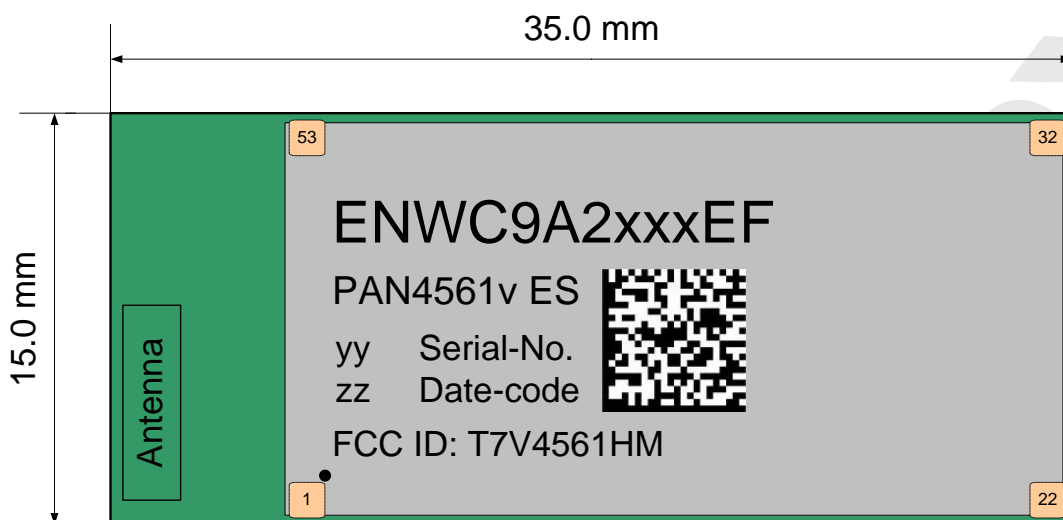 35.0 mm
53
32
ENWC9A2xxxEF
PAN4561v ES
15.0 mm
Antenna
yy Serial-No.
zz Date-code
FCC ID: T7V4561HM
1
22